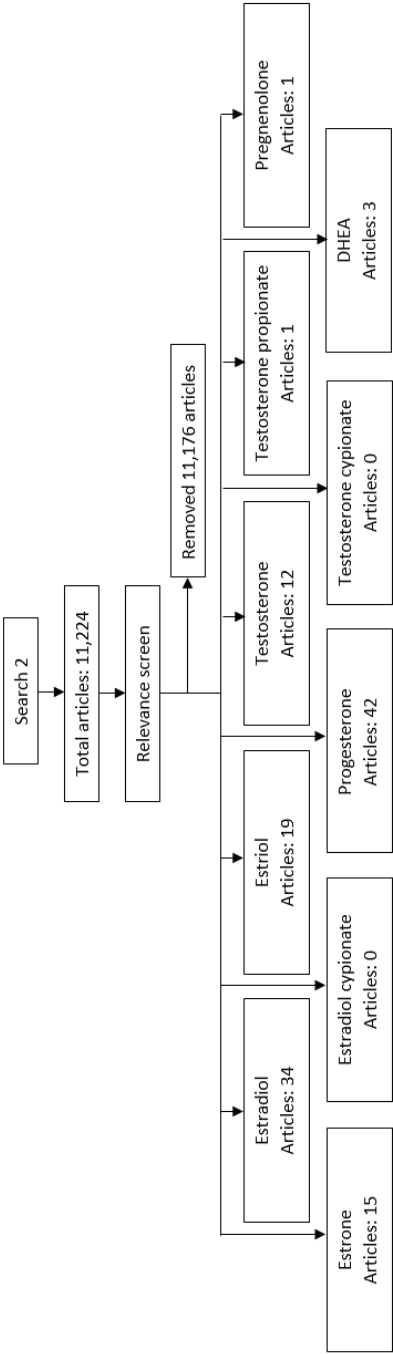 Search 2
Total articles: 11,224
Relevance screen
Removed 11,176 articles
Estradiol
Articles: 34
Estriol
Articles: 19
Testosterone
Articles: 12
Testosterone propionate
Articles: 1
Pregnenolone
Articles: 1
Estrone
Articles: 15
Estradiol cypionate
Articles: 0
Progesterone
Articles: 42
Testosterone cypionate
Articles: 0
DHEA
Articles: 3